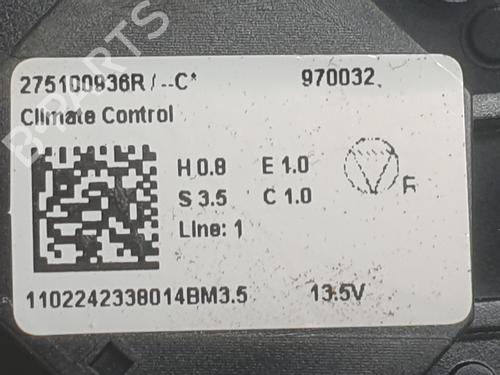 B-PARTS
275100936R / --C* 970032
Climate Control
H 0.8 E 1.0
S 3.5 C 1.0
R
Line: 1
1102242338014BM3.5 13.5V